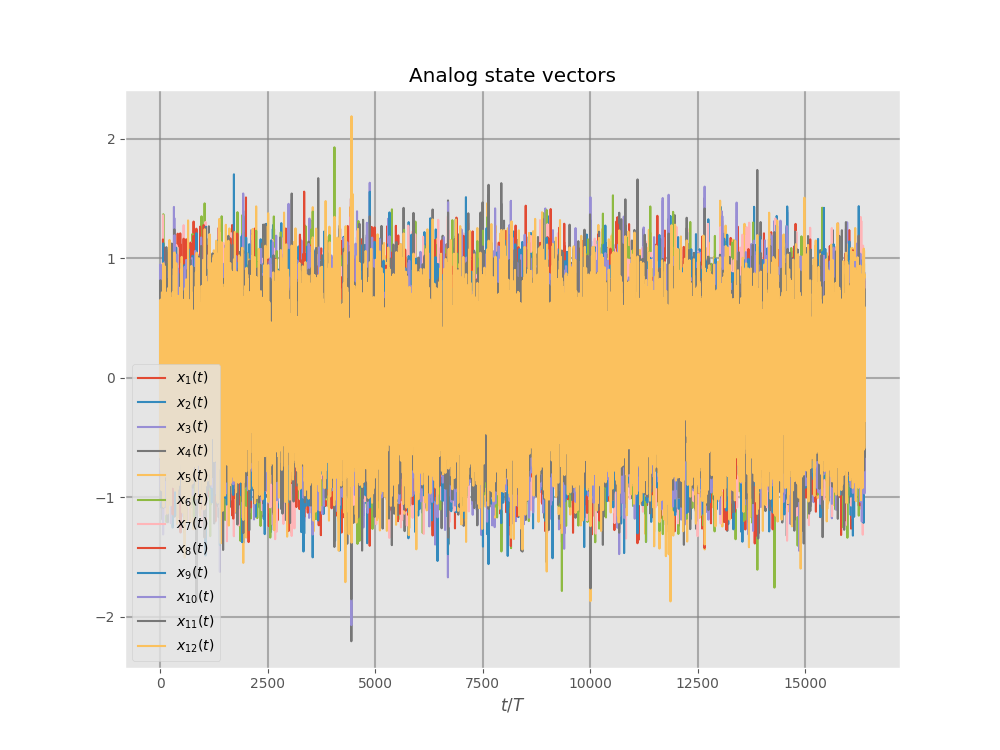 Analog state vectors
2
1
0
−1
−2
x₁(t)
x₂(t)
x₃(t)
x₄(t)
x₅(t)
x₆(t)
x₇(t)
x₈(t)
x₉(t)
x₁₀(t)
x₁₁(t)
x₁₂(t)
0 2500 5000 7500 10000 12500 15000
t/T